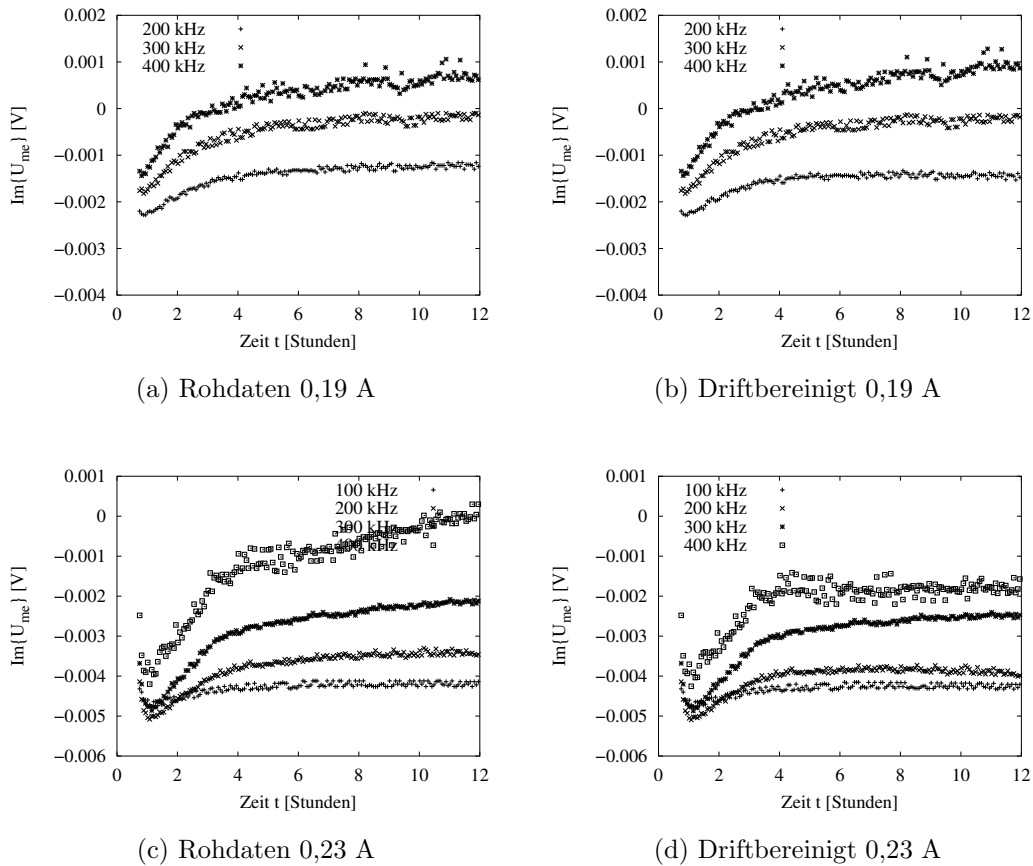 0.002
0.001
0
−0.001
−0.002
−0.003
−0.004
0 2 4 6 8 10 12
Im{U_me} [V]
Zeit t [Stunden]
200 kHz
300 kHz
400 kHz
(a) Rohdaten 0,19 A
0.002
0.001
0
−0.001
−0.002
−0.003
−0.004
0 2 4 6 8 10 12
Im{U_me} [V]
Zeit t [Stunden]
200 kHz
300 kHz
400 kHz
(b) Driftbereinigt 0,19 A
0.001
0
−0.001
−0.002
−0.003
−0.004
−0.005
−0.006
0 2 4 6 8 10 12
Im{U_me} [V]
Zeit t [Stunden]
100 kHz
200 kHz
300 kHz
400 kHz
(c) Rohdaten 0,23 A
0.001
0
−0.001
−0.002
−0.003
−0.004
−0.005
−0.006
0 2 4 6 8 10 12
Im{U_me} [V]
Zeit t [Stunden]
100 kHz
200 kHz
300 kHz
400 kHz
(d) Driftbereinigt 0,23 A